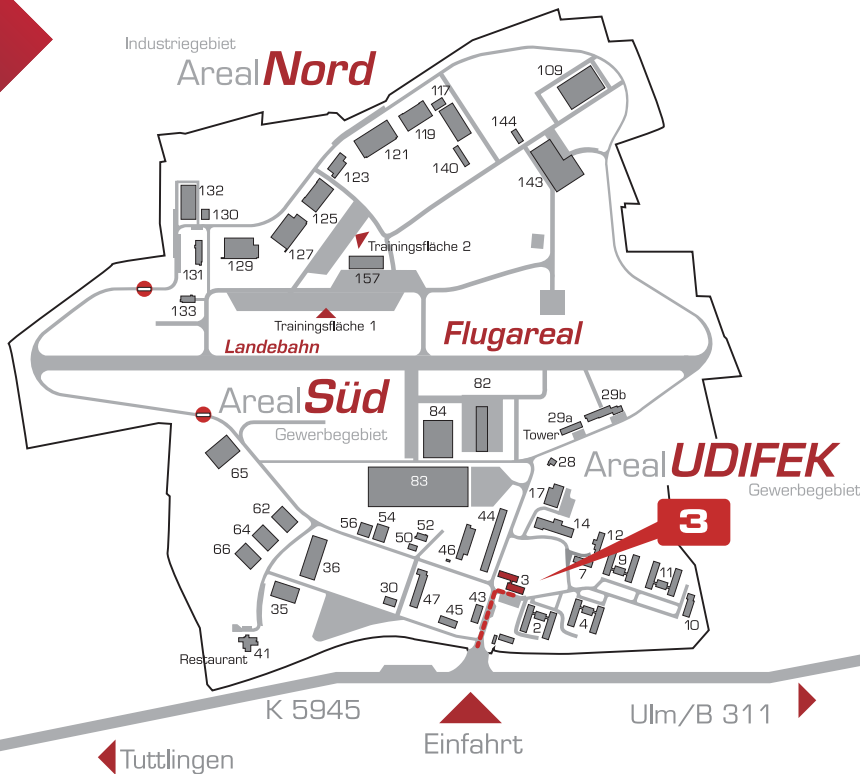 Industriegebiet
Areal Nord
109
117
119
144
121
140
143
123
132
130
125
127
Trainingsfläche 2
129
131
157
133
Trainingsfläche 1
Landebahn
Flugareal
Areal Süd
Gewerbegebiet
82
84
29a
29b
Tower
28
Areal UDIFEK
Gewerbegebiet
65
83
17
3
62
64
66
56
54
52
50
44
46
14
12
7
9
11
36
3
35
30
47
45
43
2
4
10
Restaurant
41
K 5945
Ulm/B 311
Einfahrt
Tuttlingen